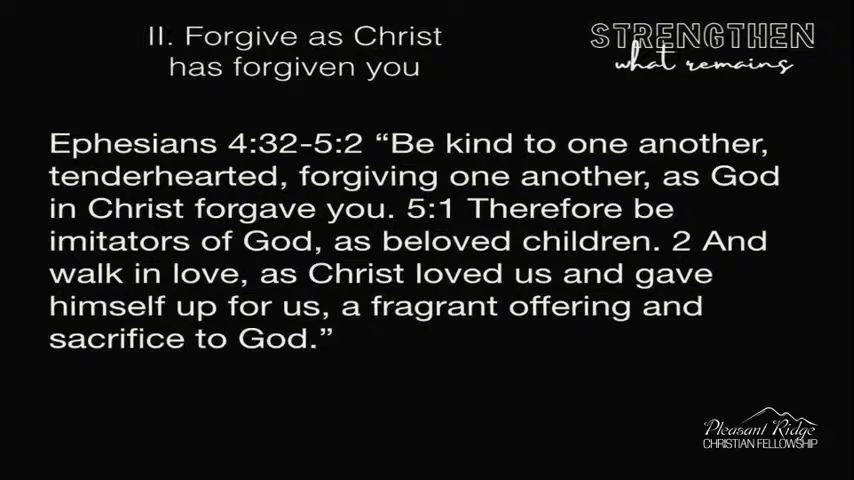 II. Forgive as Christ
has forgiven you
STRENGTHEN
what remains
Ephesians 4:32-5:2 “Be kind to one another,
tenderhearted, forgiving one another, as God
in Christ forgave you. 5:1 Therefore be
imitators of God, as beloved children. 2 And
walk in love, as Christ loved us and gave
himself up for us, a fragrant offering and
sacrifice to God.”
Pleasant Ridge
CHRISTIAN FELLOWSHIP